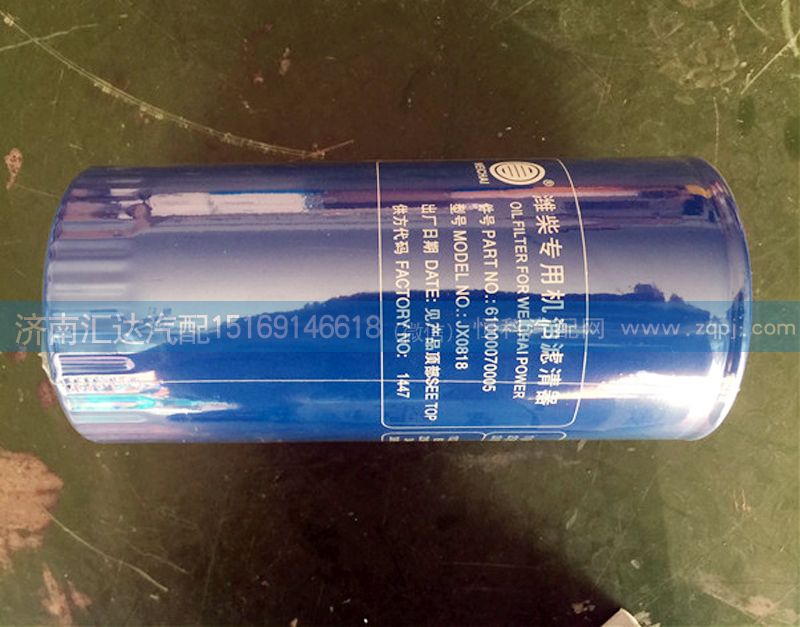 WEICHAI ®
潍柴专用机油滤清器
OIL FILTER FOR WEICHAI POWER
件号 PART NO.: 61000070005
型号 MODEL NO.: JX0818
出厂日期 DATE: 见产品顶部SEE TOP
供方代码 FACTORY NO: 1447
济南汇达汽配15169146618
配网 www.zqpj.com